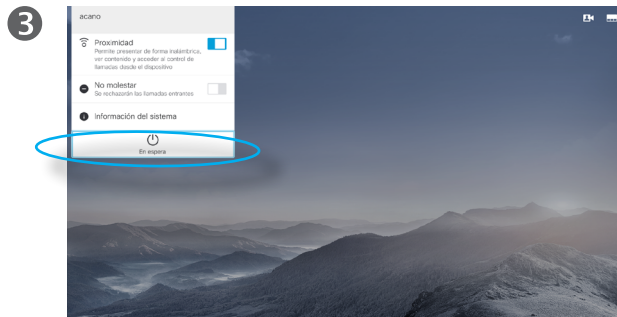 3
acano
Proximidad
Permite presentar de forma inalámbrica,
ver contenido y acceder al control de
llamadas desde el dispositivo
No molestar
Se rechazarán las llamadas entrantes
Información del sistema
En espera